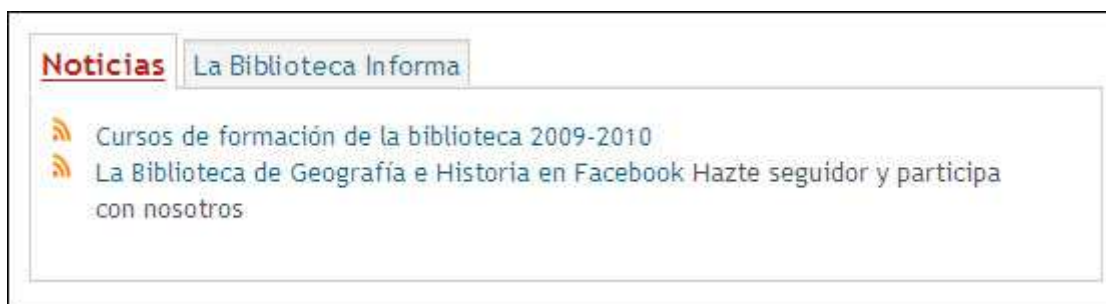 Noticias La Biblioteca Informa
Cursos de formación de la biblioteca 2009-2010
La Biblioteca de Geografía e Historia en Facebook Hazte seguidor y participa
con nosotros